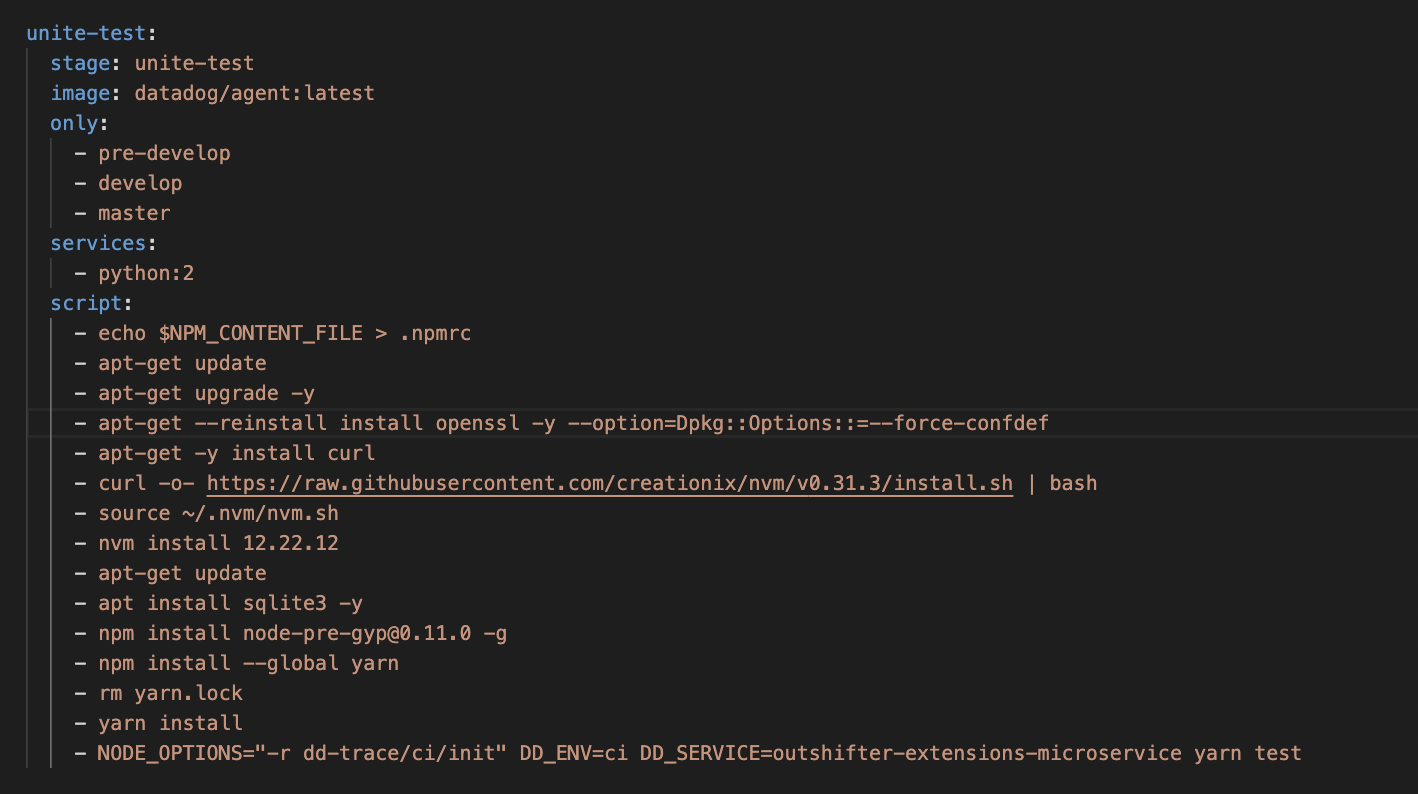 unite-test:
stage: unite-test
image: datadog/agent:latest
only:
- pre-develop
- develop
- master
services:
- python:2
script:
- echo $NPM_CONTENT_FILE > .npmrc
- apt-get update
- apt-get upgrade -y
- apt-get --reinstall install openssl -y --option=Dpkg::Options::=--force-confdef
- apt-get -y install curl
- curl -o- https://raw.githubusercontent.com/creationix/nvm/v0.31.3/install.sh | bash
- source ~/.nvm/nvm.sh
- nvm install 12.22.12
- apt-get update
- apt install sqlite3 -y
- npm install node-pre-gyp@0.11.0 -g
- npm install --global yarn
- rm yarn.lock
- yarn install
- NODE_OPTIONS="-r dd-trace/ci/init" DD_ENV=ci DD_SERVICE=outshifter-extensions-microservice yarn test